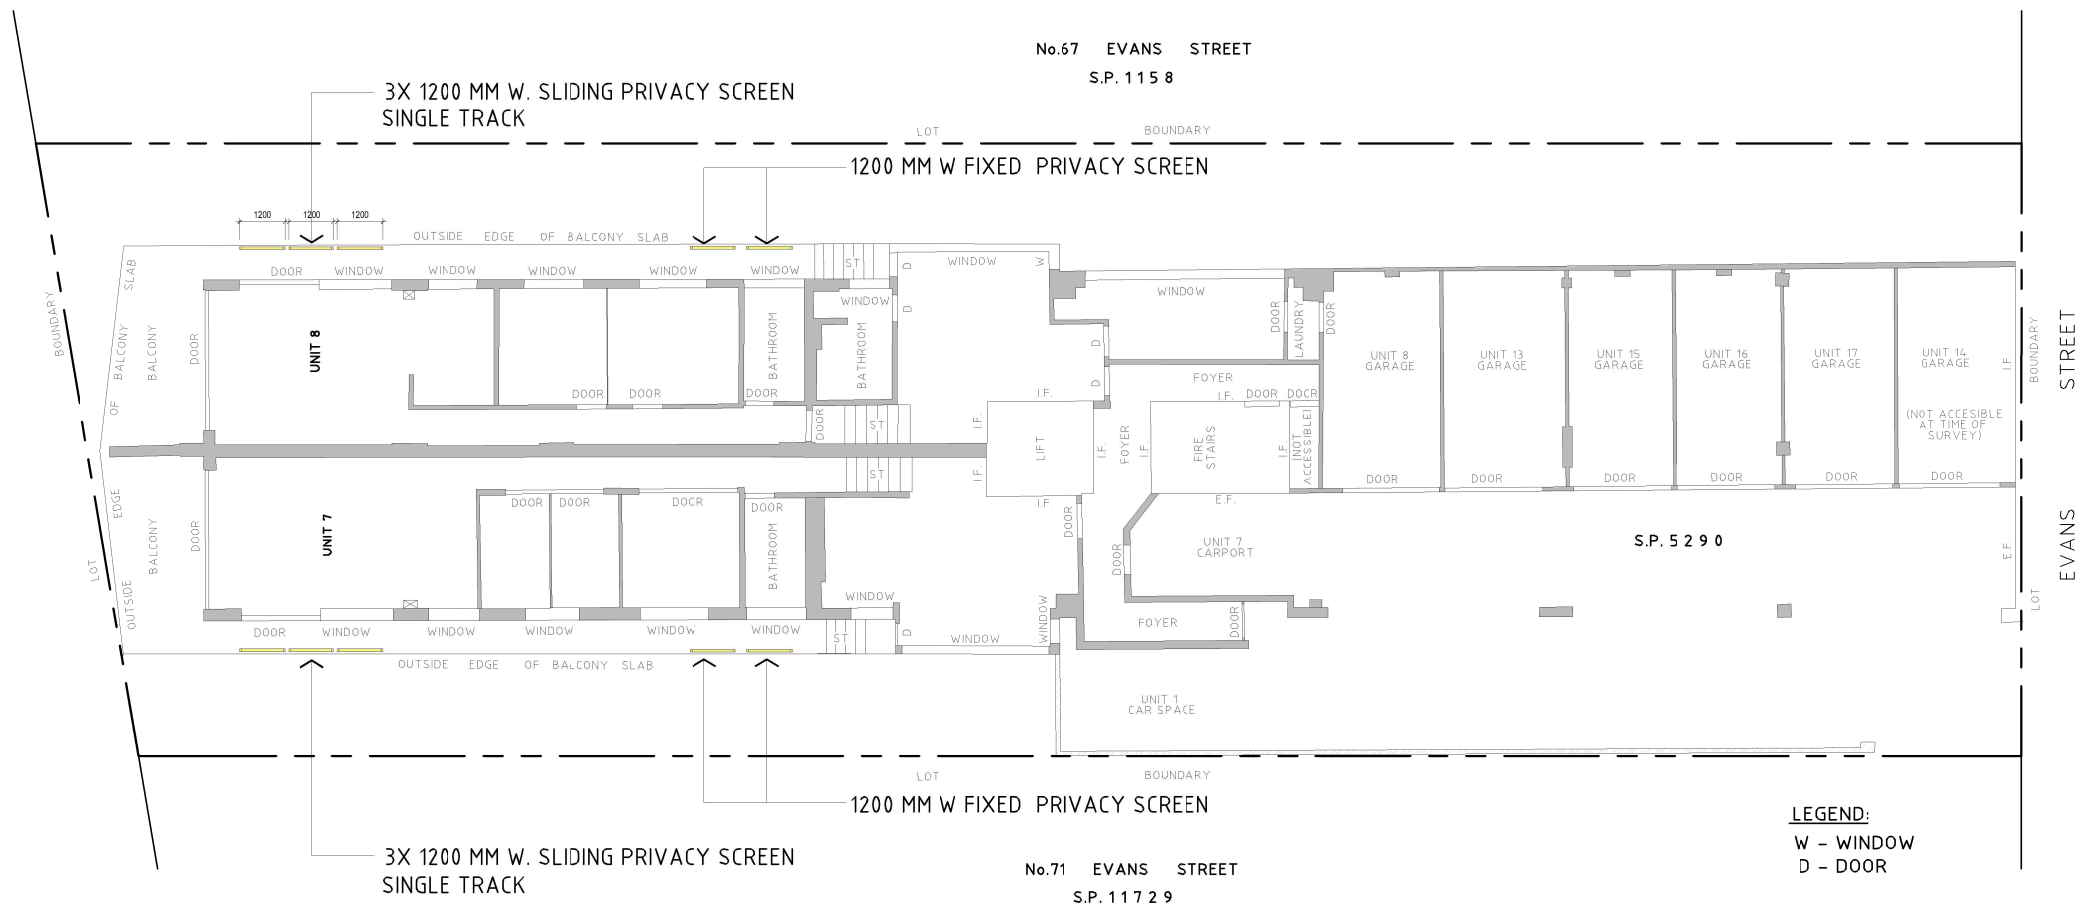 No.67 EVANS STREET
S.P. 1158
3X 1200 MM W. SLIDING PRIVACY SCREEN
SINGLE TRACK
LOT BOUNDARY
1200 MM W FIXED PRIVACY SCREEN
1200 1200 1200
OUTSIDE EDGE OF BALCONY SLAB
DOOR WINDOW WINDOW WINDOW WINDOW WINDOW
ST
D
WINDOW
W
SLAB
BALCONY
OF
BALCONY
BOUNDARY
DOOR
UNIT 8
BATHROOM
WINDOW
BATHROOM
D
WINDOW
DOOR
LAUNDRY
DOOR
D
D
UNIT 8
GARAGE
UNIT 13
GARAGE
UNIT 15
GARAGE
UNIT 16
GARAGE
UNIT 17
GARAGE
UNIT 14
GARAGE
(NOT ACCESIBLE
AT TIME OF
SURVEY)
I.F.
BOUNDARY
STREET
DOOR DOOR DOOR
DOOR
ST
I.F.
I.F.
FOYER
I.F. DOOR DOCR
LIFT
I.F.
FOYER
I.F.
FIRE
STAIRS
I.F.
(NOT
ACCESSIBLE)
ST
I.F.
I.F.
E.F.
DOOR DOOR DOOR DOOR DOOR DOOR
EDGE
BALCONY
DOOR
UNIT 7
DOOR DOOR DOCR DOOR
BATHROOM
DOOR
DOOR
UNIT 7
CARPORT
S.P. 5290
E.F.
EVANS
LOT
LOT
OUTSIDE
WINDOW
D
WINDOW
WINDOW
FOYER
DOOR
DOOR WINDOW WINDOW WINDOW WINDOW WINDOW
ST
OUTSIDE EDGE OF BALCONY SLAB
UNIT 1
CAR SPACE
LOT BOUNDARY
1200 MM W FIXED PRIVACY SCREEN
3X 1200 MM W. SLIDING PRIVACY SCREEN
SINGLE TRACK
No.71 EVANS STREET
S.P. 11729
LEGEND:
W - WINDOW
D - DOOR